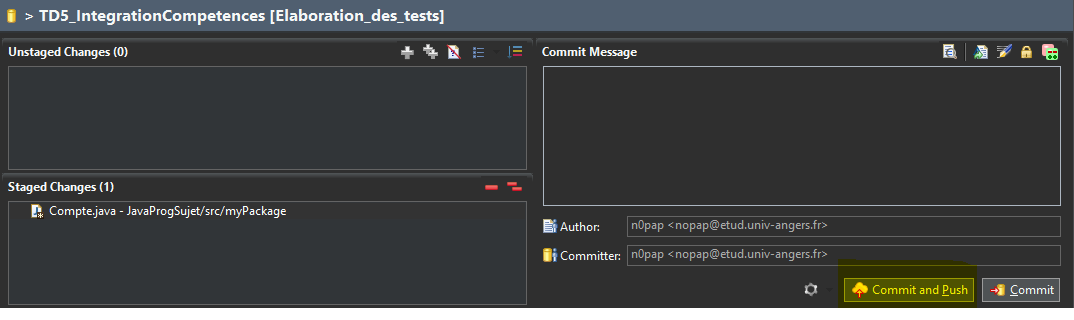 > TD5_IntegrationCompetences [Elaboration_des_tests]
Unstaged Changes (0)
Staged Changes (1)
Compte.java - JavaProgSujet/src/myPackage
Commit Message
Author:
n0pap <nopap@etud.univ-angers.fr>
Committer:
n0pap <nopap@etud.univ-angers.fr>
Commit and Push
Commit